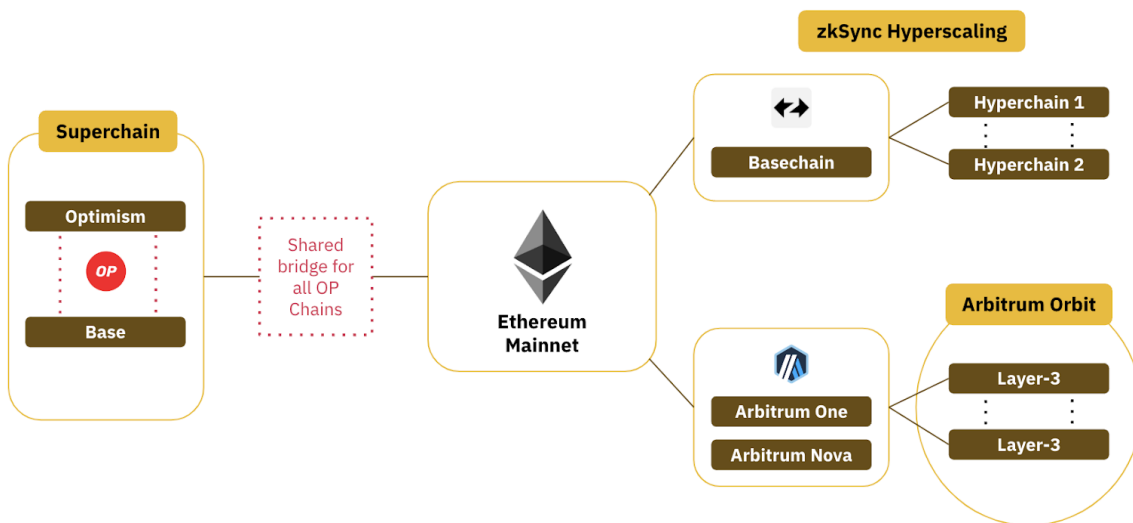 zkSync Hyperscaling
Superchain
Optimism
OP
Base
Shared
bridge for
all OP
Chains
Ethereum
Mainnet
Basechain
Hyperchain 1
Hyperchain 2
Arbitrum One
Arbitrum Nova
Arbitrum Orbit
Layer-3
Layer-3